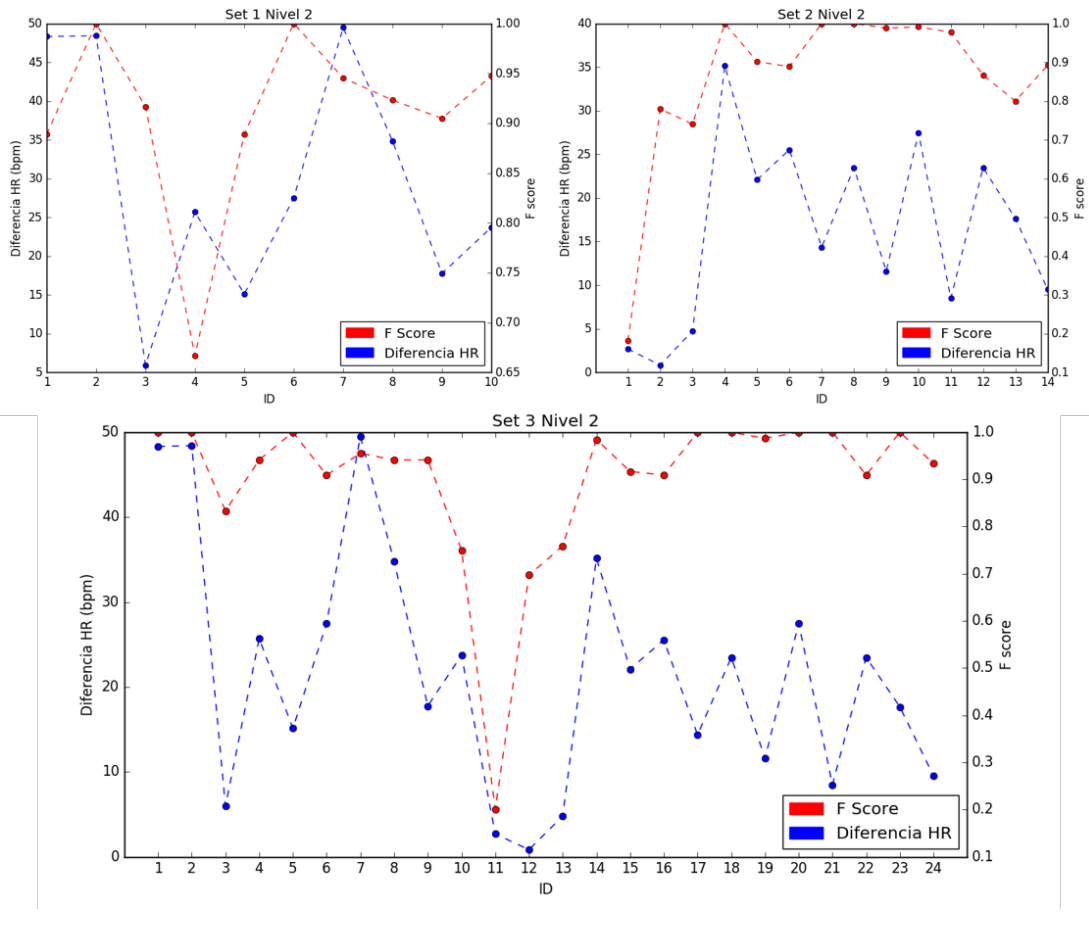 Set 1 Nivel 2
50
45
40
35
30
25
20
15
10
5
Diferencia HR (bpm)
1.00
0.95
0.90
0.85
0.80
0.75
0.70
0.65
F score
F Score
Diferencia HR
1 2 3 4 5 6 7 8 9 10
ID
Set 2 Nivel 2
40
35
30
25
20
15
10
5
0
Diferencia HR (bpm)
1.0
0.9
0.8
0.7
0.6
0.5
0.4
0.3
0.2
0.1
F score
F Score
Diferencia HR
1 2 3 4 5 6 7 8 9 10 11 12 13 14
ID
Set 3 Nivel 2
50
40
30
20
10
0
Diferencia HR (bpm)
1.0
0.9
0.8
0.7
0.6
0.5
0.4
0.3
0.2
0.1
F score
F Score
Diferencia HR
1 2 3 4 5 6 7 8 9 10 11 12 13 14 15 16 17 18 19 20 21 22 23 24
ID